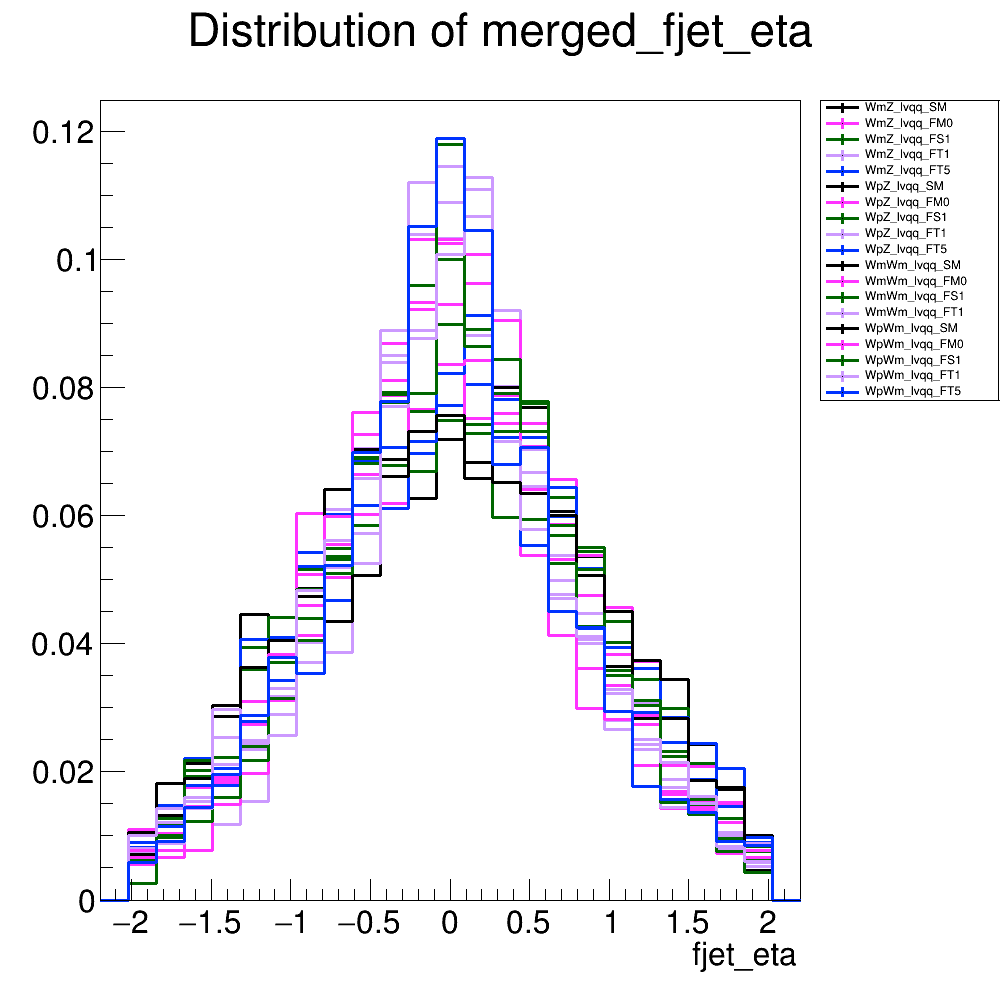 Distribution of merged_fjet_eta
WmZ_lvqq_SM
WmZ_lvqq_FM0
WmZ_lvqq_FS1
WmZ_lvqq_FT1
WmZ_lvqq_FT5
WpZ_lvqq_SM
WpZ_lvqq_FM0
WpZ_lvqq_FS1
WpZ_lvqq_FT1
WpZ_lvqq_FT5
WmWm_lvqq_SM
WmWm_lvqq_FM0
WmWm_lvqq_FS1
WmWm_lvqq_FT1
WpWm_lvqq_SM
WpWm_lvqq_FM0
WpWm_lvqq_FS1
WpWm_lvqq_FT1
WpWm_lvqq_FT5
0.12
0.1
0.08
0.06
0.04
0.02
0
−2 −1.5 −1 −0.5 0 0.5 1 1.5 2
fjet_eta